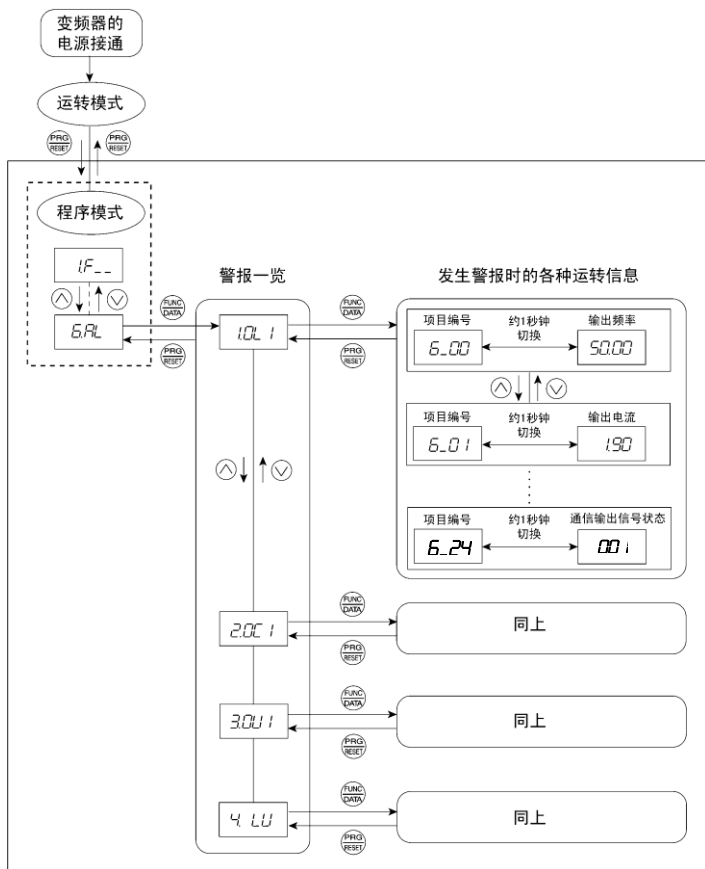 变频器的
电源接通
运转模式
PRG
RESET
PRG
RESET
程序模式
1.F_ _
6.AL
FUNC
DATA
PRG
RESET
警报一览
发生警报时的各种运转信息
1.OL1
FUNC
DATA
PRG
RESET
项目编号
约1秒钟
切换
输出频率
6_00
50.00
项目编号
约1秒钟
切换
输出电流
6_01
1.90
项目编号
约1秒钟
切换
通信输出信号状态
6_24
001
2.OC1
FUNC
DATA
PRG
RESET
同上
3.OU1
FUNC
DATA
PRG
RESET
同上
4. LU
FUNC
DATA
PRG
RESET
同上